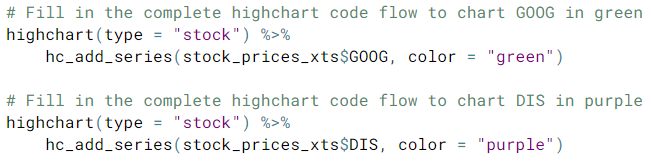 # Fill in the complete highchart code flow to chart GOOG in green
highchart(type = "stock") %>%
    hc_add_series(stock_prices_xts$GOOG, color = "green")

# Fill in the complete highchart code flow to chart DIS in purple
highchart(type = "stock") %>%
    hc_add_series(stock_prices_xts$DIS, color = "purple")